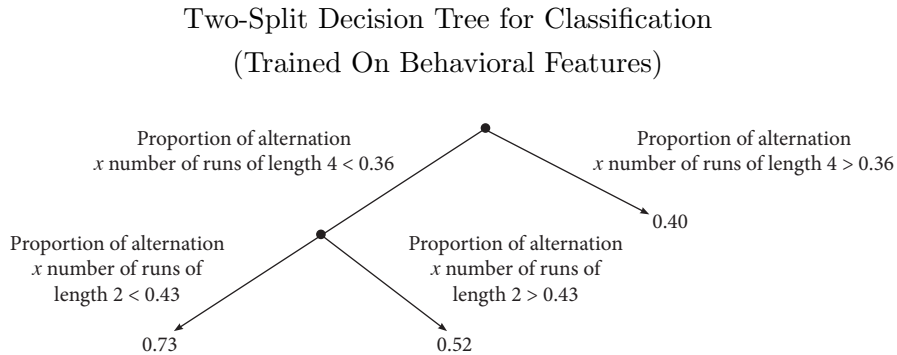 Two-Split Decision Tree for Classification
(Trained On Behavioral Features)
Proportion of alternation
x number of runs of length 4 < 0.36
Proportion of alternation
x number of runs of length 4 > 0.36
0.40
Proportion of alternation
x number of runs of
length 2 < 0.43
Proportion of alternation
x number of runs of
length 2 > 0.43
0.73
0.52